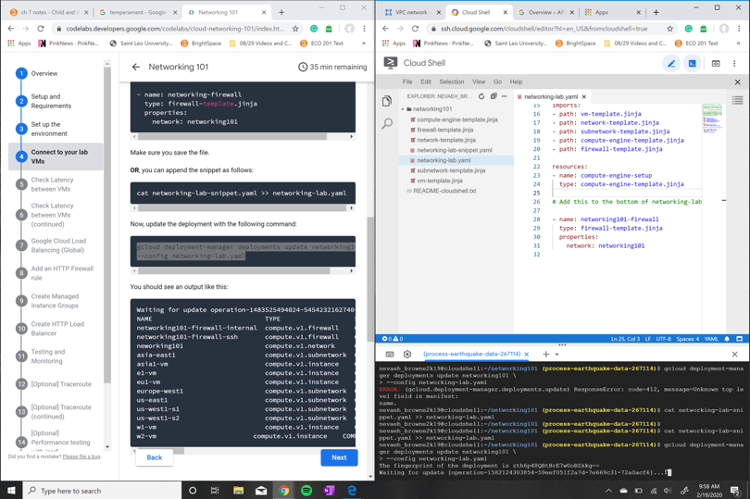 ch 7 notes - Child and
temperament - Google
Networking 101
codelabs.developers.google.com/codelabs/cloud-networking-101/index.ht...
Apps
PinkNews - PinkNe...
Saint Leo University...
BrightSpace
08/29 Videos and C...
ECO 201 Text
Networking 101
35 min remaining
1 Overview
2 Setup and Requirements
3 Set up the environment
4 Connect to your lab VMs
5 Check Latency between VMs
6 Check Latency between VMs (continued)
7 Google Cloud Load Balancing (Global)
8 Add an HTTP Firewall rule
9 Create Managed Instance Groups
10 Create HTTP Load Balancer
11 Testing and Monitoring
12 [Optional] Traceroute
13 [Optional] Traceroute (continued)
14 [Optional] Performance testing
Did you find a mistake? Please file a bug.
- name: networking-firewall
type: firewall-template.jinja
properties:
network: networking101
Make sure you save the file.
OR, you can append the snippet as follows:
cat networking-lab-snippet.yaml >> networking-lab.yaml
Now, update the deployment with the following command:
gcloud deployment-manager deployments update networking1
--config networking-lab.yaml
You should see an output like this:
Waiting for update operation-1483525494024-5454232162740
NAME TYPE
networking101-firewall-internal compute.v1.firewall
networking101-firewall-ssh compute.v1.firewall
neworking101 compute.v1.network
asia-east1 compute.v1.subnetwork
asia1-vm compute.v1.instance
e1-vm compute.v1.instance
eu1-vm compute.v1.instance
europe-west1 compute.v1.subnetwork
us-east1 compute.v1.subnetwork
us-west1-s1 compute.v1.subnetwork
us-west1-s2 compute.v1.subnetwork
w1-vm compute.v1.instance
w2-vm compute.v1.instance COM
Back
Next
VPC network -
Cloud Shell
Google - Overview - AP
Apps
ssh.cloud.google.com/cloudshell/editor?hl=en_US&fromcloudshell=true
Apps
PinkNews - PinkNe...
Saint Leo University...
BrightSpace
08/29 Videos and C...
ECO 201 Text
Cloud Shell
File Edit Selection View Go Help
EXPLORER: NEVAEH_BR...
networking101
compute-engine-template.jinja
firewall-template.jinja
network-template.jinja
networking-lab-snippet.yaml
networking-lab.yaml
subnetwork-template.jinja
vm-template.jinja
README-cloudshell.txt
networking-lab.yaml
15 imports:
16 - path: vm-template.jinja
17 - path: network-template.jinja
18 - path: subnetwork-template.jinja
19 - path: compute-engine-template.jinja
20 - path: firewall-template.jinja
21
22 resources:
23 - name: compute-engine-setup
24 type: compute-engine-template.jinja
25
26 # Add this to the bottom of networking-lab
27
28 - name: networking101-firewall
29 type: firewall-template.jinja
30 properties:
31 network: networking101
32
0 0
Ln 25, Col 3 LF UTF-8 Spaces: 4 YAML
(process-earthquake-data-267114)
nevaeh_browne2k19@cloudshell:~/networking101 (process-earthquake-data-267114)$ gcloud deployment-mana
ger deployments update networking101 \
> --config networking-lab.yaml
ERROR: (gcloud.deployment-manager.deployments.update) ResponseError: code=412, message=Unknown top le
vel field in manifest:
name.
nevaeh_browne2k19@cloudshell:~/networking101 (process-earthquake-data-267114)$ cat networking-lab-sni
ppet.yaml >> networking-lab.yaml
nevaeh_browne2k19@cloudshell:~/networking101 (process-earthquake-data-267114)$
nevaeh_browne2k19@cloudshell:~/networking101 (process-earthquake-data-267114)$ cat networking-lab-sni
ppet.yaml >> networking-lab.yaml
nevaeh_browne2k19@cloudshell:~/networking101 (process-earthquake-data-267114)$ gcloud deployment-mana
ger deployments update networking101 \
> --config networking-lab.yaml
The fingerprint of the deployment is
Waiting for update
Type here to search
9:58 AM
2/19/2020